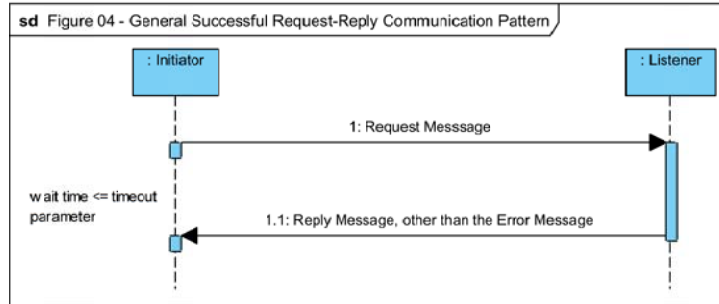 sd Figure 04 - General Successful Request-Reply Communication Pattern
: Initiator
: Listener
1: Request Messsage
wait time <= timeout
parameter
1.1: Reply Message, other than the Error Message